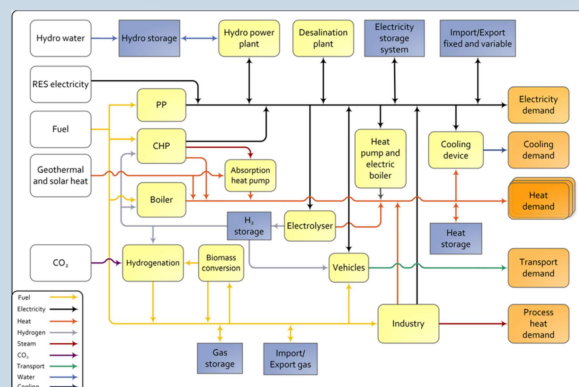 Hydro water
Hydro storage
Hydro power
plant
Desalination
plant
Electricity
storage
system
Import/Export
fixed and variable
RES electricity
PP
Electricity
demand
Fuel
CHP
Heat
pump and
electric
boiler
Cooling
device
Cooling
demand
Geothermal
and solar heat
Absorption
heat pump
Boiler
Heat
demand
H₂
storage
Electrolyser
Heat
storage
CO₂
Hydrogenation
Biomass
conversion
Vehicles
Transport
demand
Fuel
Electricity
Heat
Hydrogen
Steam
CO₂
Transport
Water
Cooling
Industry
Process
heat demand
Gas
storage
Import/
Export gas